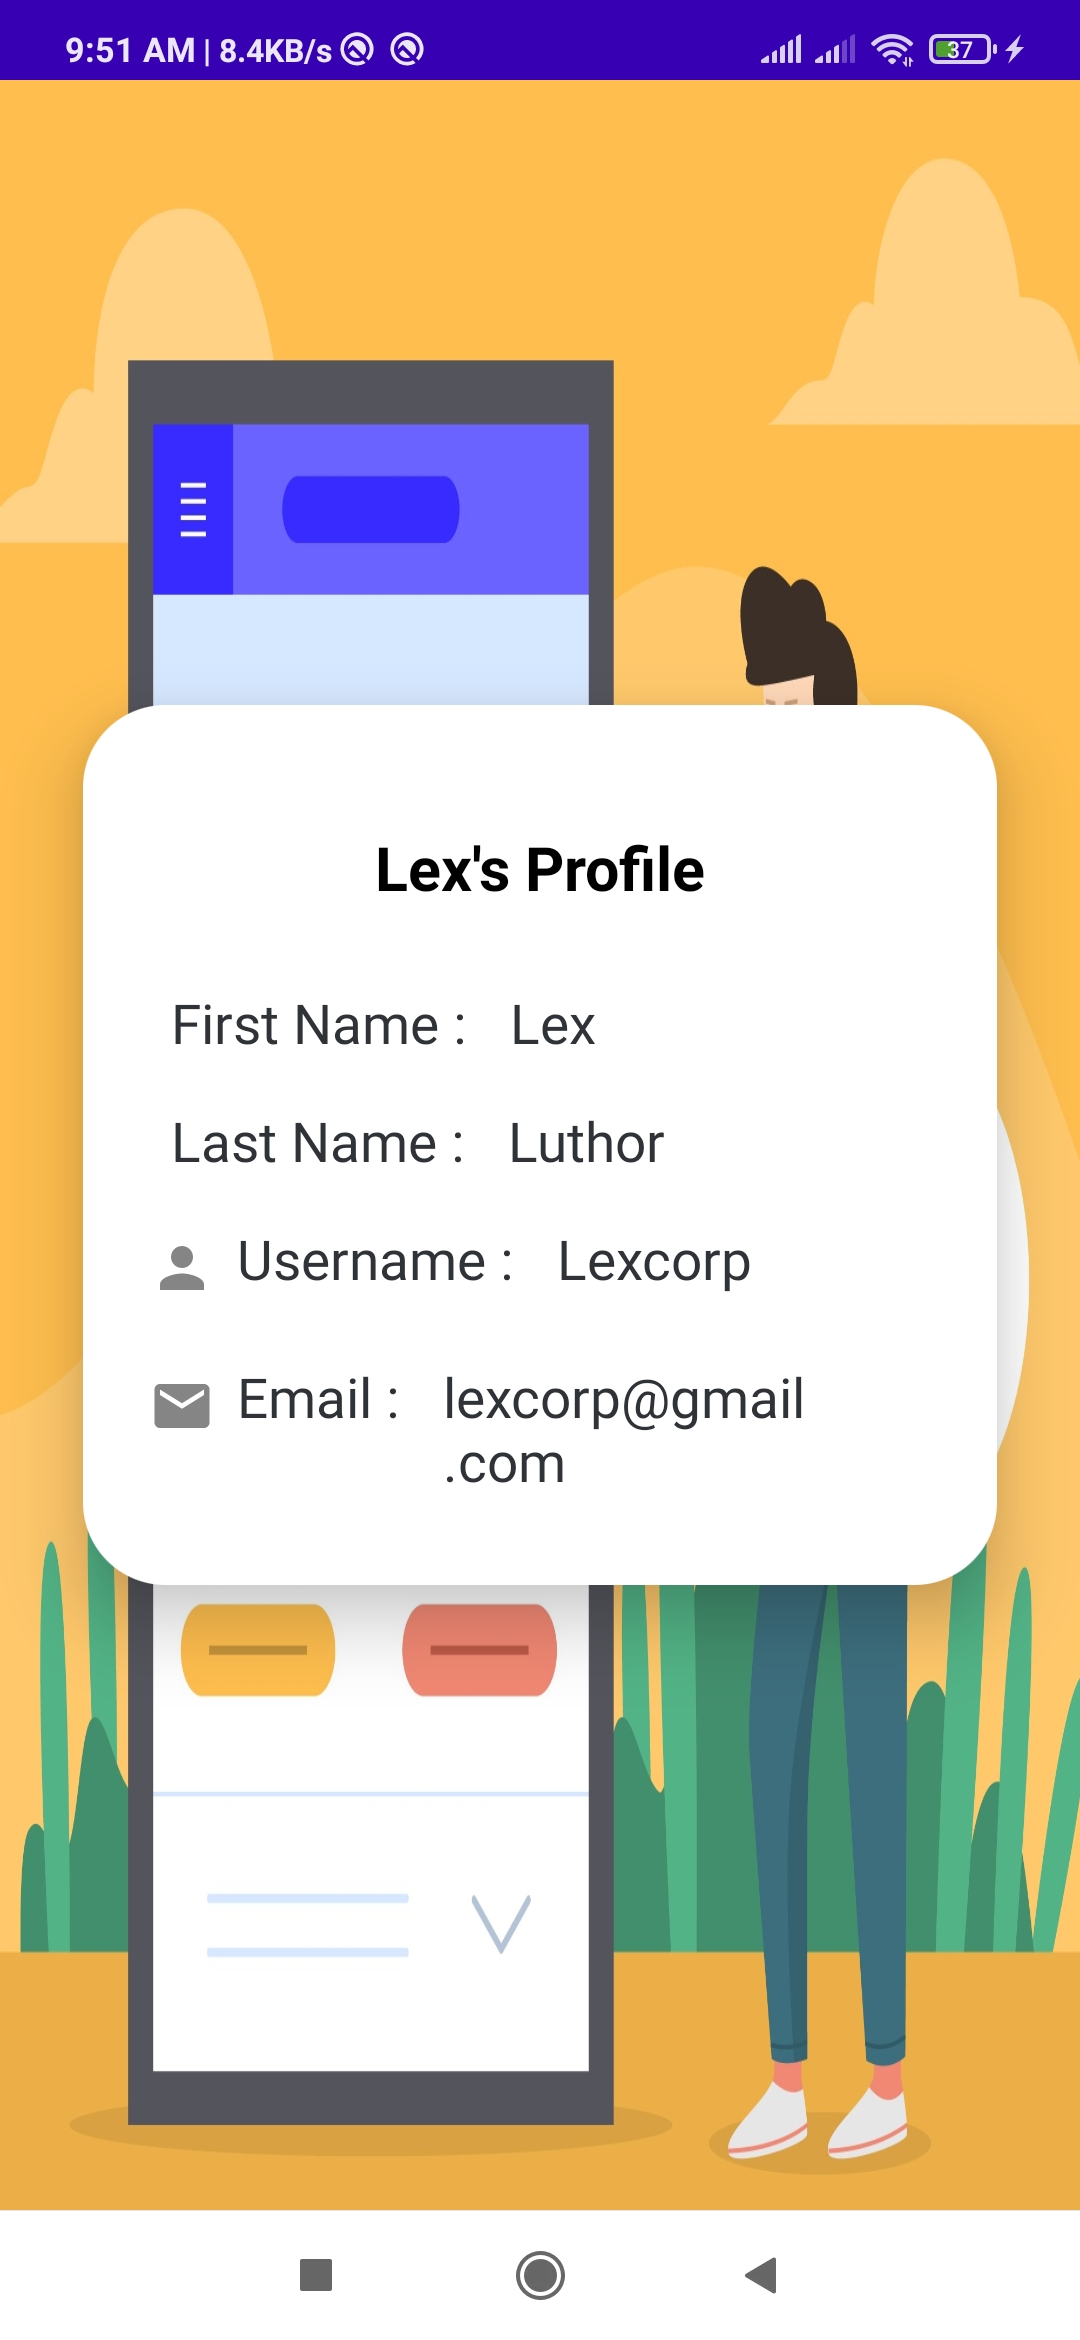 9:51 AM | 8.4KB/s 37
Lex's Profile
First Name : Lex
Last Name : Luthor
Username : Lexcorp
Email : lexcorp@gmail
.com